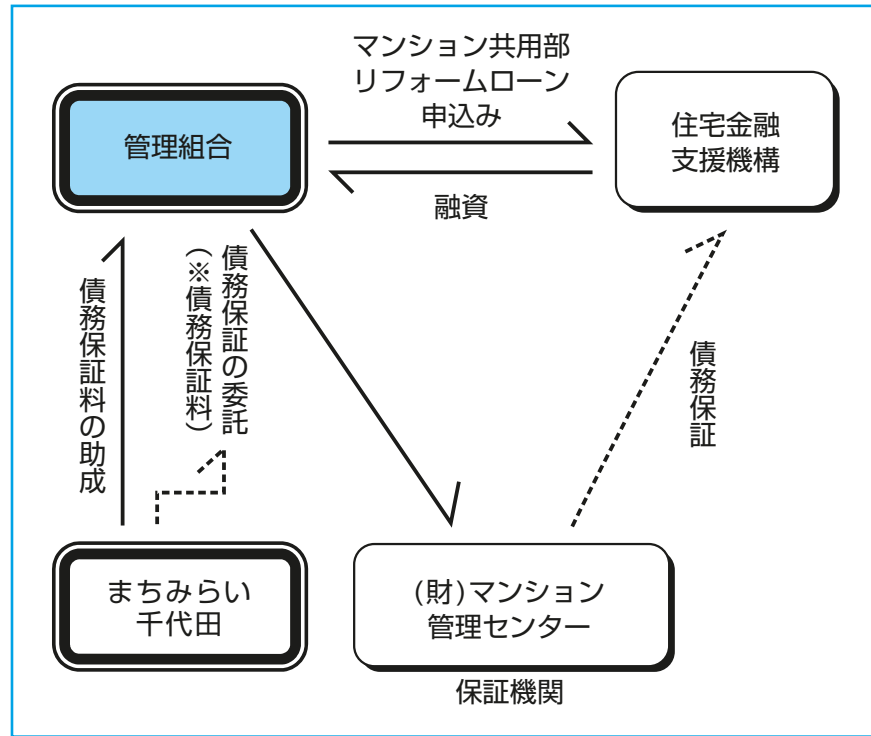 マンション共用部
リフォームローン
申込み
管理組合
住宅金融
支援機構
融資
債務保証料の助成
債務保証の委託
(※債務保証料)
債務保証
まちみらい
千代田
(財)マンション
管理センター
保証機関